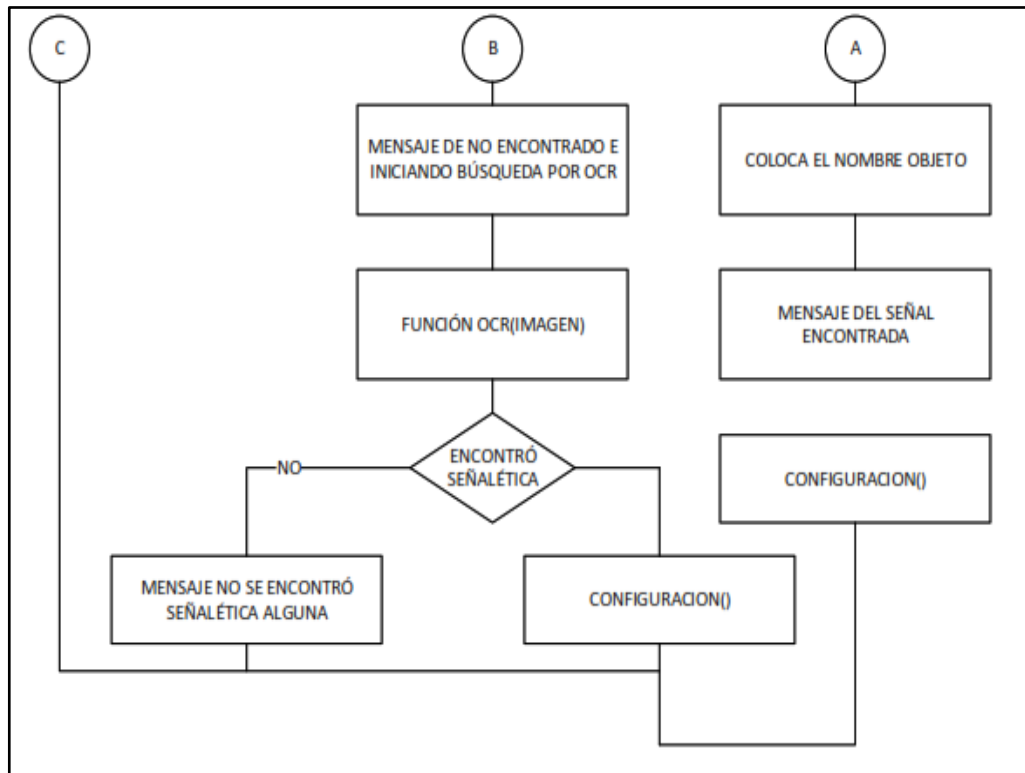 C
B
A
MENSAJE DE NO ENCONTRADO E
INICIANDO BÚSQUEDA POR OCR
COLOCA EL NOMBRE OBJETO
FUNCIÓN OCR(IMAGEN)
MENSAJE DEL SEÑAL
ENCONTRADA
ENCONTRÓ
SEÑALÉTICA
NO
CONFIGURACION()
MENSAJE NO SE ENCONTRÓ
SEÑALÉTICA ALGUNA
CONFIGURACION()